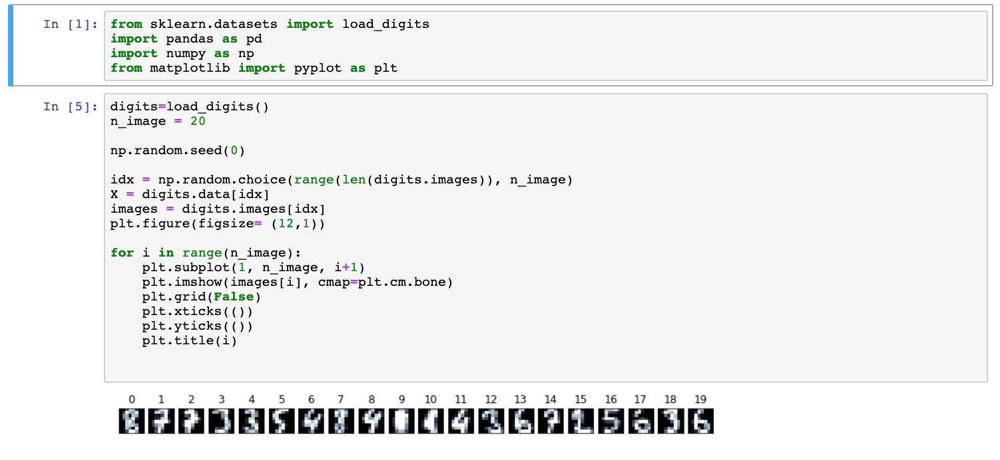 In [1]: from sklearn.datasets import load_digits
import pandas as pd
import numpy as np
from matplotlib import pyplot as plt
In [5]: digits=load_digits()
n_image = 20
np.random.seed(0)
idx = np.random.choice(range(len(digits.images)), n_image)
X = digits.data[idx]
images = digits.images[idx]
plt.figure(figsize= (12,1))
for i in range(n_image):
    plt.subplot(1, n_image, i+1)
    plt.imshow(images[i], cmap=plt.cm.bone)
    plt.grid(False)
    plt.xticks(())
    plt.yticks(())
    plt.title(i)
0 1 2 3 4 5 6 7 8 9 10 11 12 13 14 15 16 17 18 19